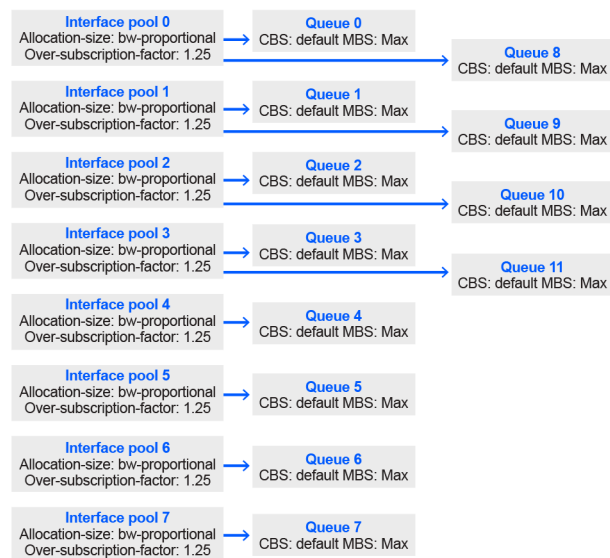 Interface pool 0
Allocation-size: bw-proportional
Over-subscription-factor: 1.25
Queue 0
CBS: default MBS: Max
Queue 8
CBS: default MBS: Max
Interface pool 1
Allocation-size: bw-proportional
Over-subscription-factor: 1.25
Queue 1
CBS: default MBS: Max
Queue 9
CBS: default MBS: Max
Interface pool 2
Allocation-size: bw-proportional
Over-subscription-factor: 1.25
Queue 2
CBS: default MBS: Max
Queue 10
CBS: default MBS: Max
Interface pool 3
Allocation-size: bw-proportional
Over-subscription-factor: 1.25
Queue 3
CBS: default MBS: Max
Queue 11
CBS: default MBS: Max
Interface pool 4
Allocation-size: bw-proportional
Over-subscription-factor: 1.25
Queue 4
CBS: default MBS: Max
Interface pool 5
Allocation-size: bw-proportional
Over-subscription-factor: 1.25
Queue 5
CBS: default MBS: Max
Interface pool 6
Allocation-size: bw-proportional
Over-subscription-factor: 1.25
Queue 6
CBS: default MBS: Max
Interface pool 7
Allocation-size: bw-proportional
Over-subscription-factor: 1.25
Queue 7
CBS: default MBS: Max